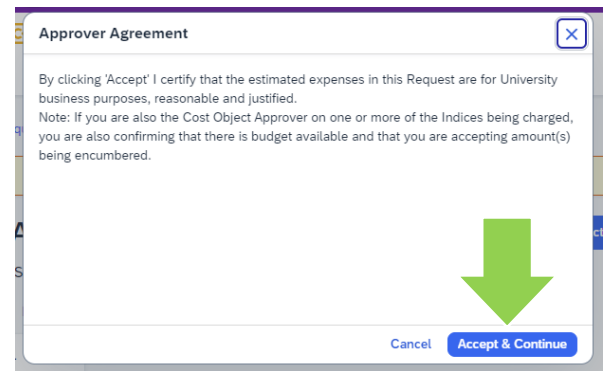 Approver Agreement
By clicking 'Accept' I certify that the estimated expenses in this Request are for University
business purposes, reasonable and justified.
Note: If you are also the Cost Object Approver on one or more of the Indices being charged,
you are also confirming that there is budget available and that you are accepting amount(s)
being encumbered.
Cancel Accept & Continue